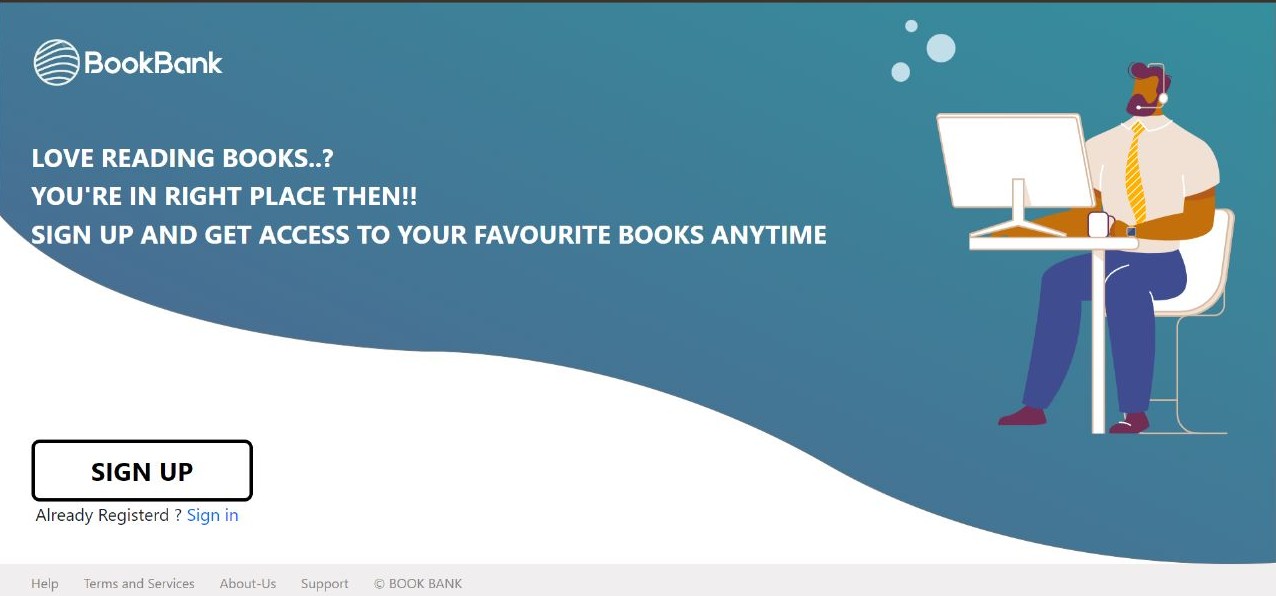 BookBank
LOVE READING BOOKS..?
YOU'RE IN RIGHT PLACE THEN!!
SIGN UP AND GET ACCESS TO YOUR FAVOURITE BOOKS ANYTIME
SIGN UP
Already Registerd ? Sign in
Help Terms and Services About-Us Support © BOOK BANK